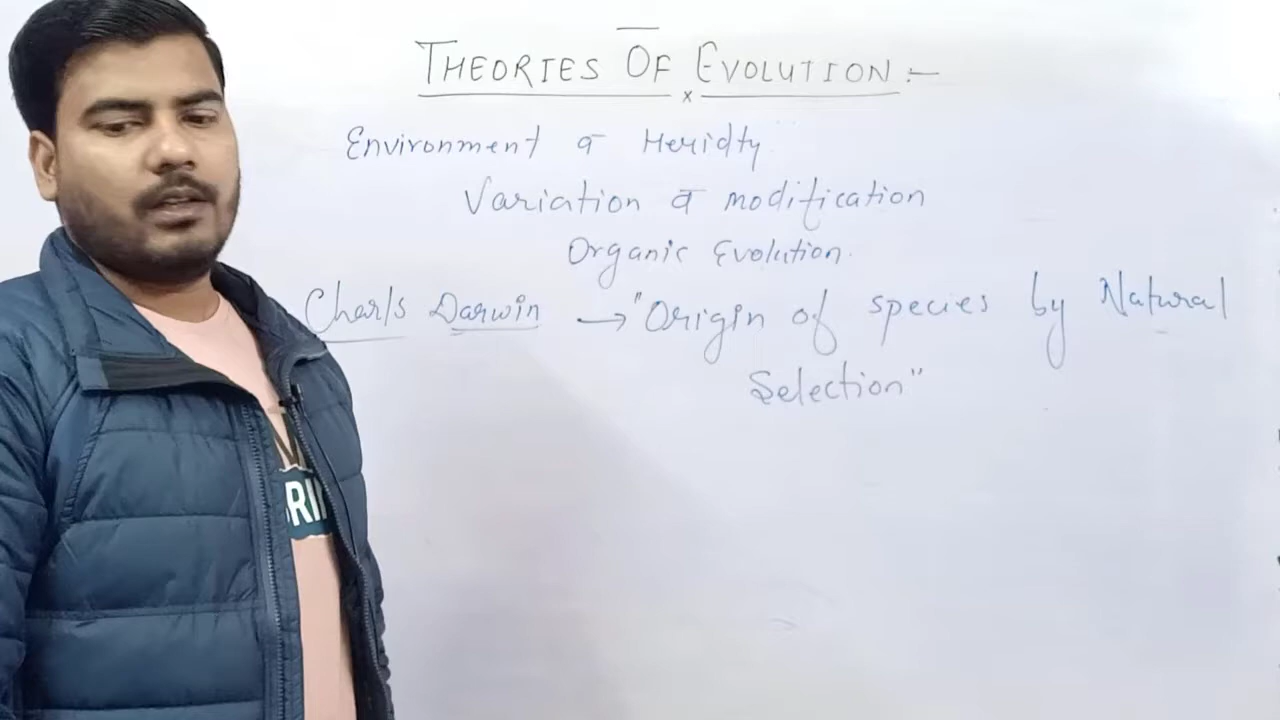 THEORIES OF EVOLUTION :-
Environment & Heridty
Variation & modification
Organic Evolution.
Charls Darwin → "Origin of species by Natural
Selection"